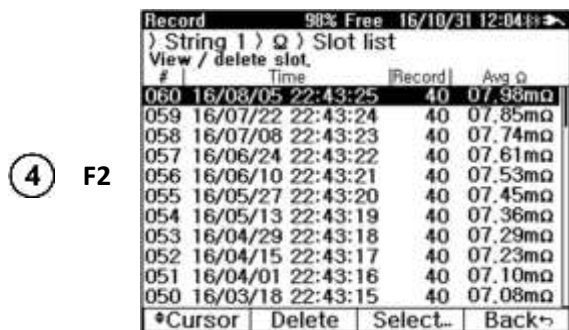 Record 98% Free 16/10/31 12:04
) String 1 ) Ω ) Slot list
View / delete slot.
# Time Record Avg Ω
060 16/08/05 22:43:25 40 07.98mΩ
059 16/07/22 22:43:24 40 07.85mΩ
058 16/07/08 22:43:23 40 07.74mΩ
057 16/06/24 22:43:22 40 07.61mΩ
056 16/06/10 22:43:21 40 07.53mΩ
055 16/05/27 22:43:20 40 07.45mΩ
054 16/05/13 22:43:19 40 07.36mΩ
053 16/04/29 22:43:18 40 07.29mΩ
052 16/04/15 22:43:17 40 07.23mΩ
051 16/04/01 22:43:16 40 07.10mΩ
050 16/03/18 22:43:15 40 07.08mΩ
Cursor Delete Select... Back
4 F2